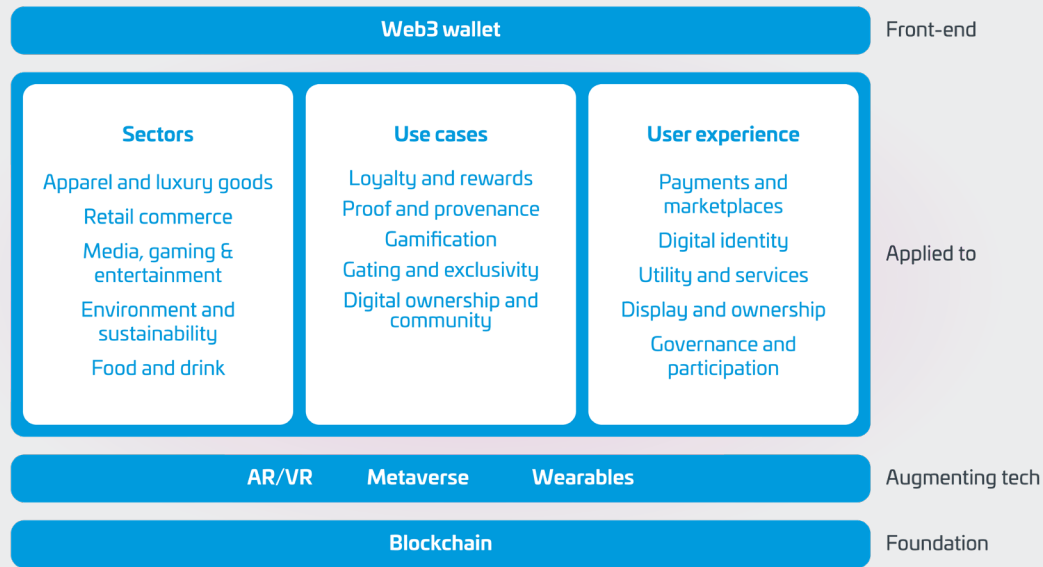 Web3 wallet
Front-end
Sectors
Apparel and luxury goods
Retail commerce
Media, gaming &
entertainment
Environment and
sustainability
Food and drink
Use cases
Loyalty and rewards
Proof and provenance
Gamification
Gating and exclusivity
Digital ownership and
community
User experience
Payments and
marketplaces
Digital identity
Utility and services
Display and ownership
Governance and
participation
Applied to
AR/VR Metaverse Wearables
Augmenting tech
Blockchain
Foundation